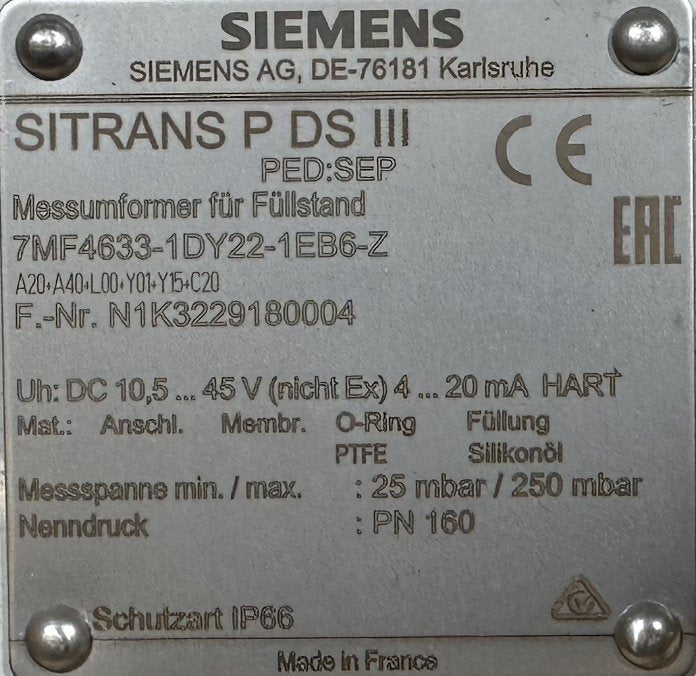 SIEMENS
SIEMENS AG, DE-76181 Karlsruhe
SITRANS P DS III
CE
PED:SEP
Messumformer für Füllstand
EAC
7MF4633-1DY22-1EB6-Z
A20+A40+L00+Y01+Y15+C20
F.-Nr. N1K3229180004
Uh: DC 10,5 ... 45 V (nicht Ex) 4 ... 20 mA HART
Mat.: Anschl. Membr. O-Ring Füllung
PTFE Silikonöl
Messspanne min. / max. : 25 mbar / 250 mbar
Nenndruck : PN 160
Schutzart IP66
Made in France